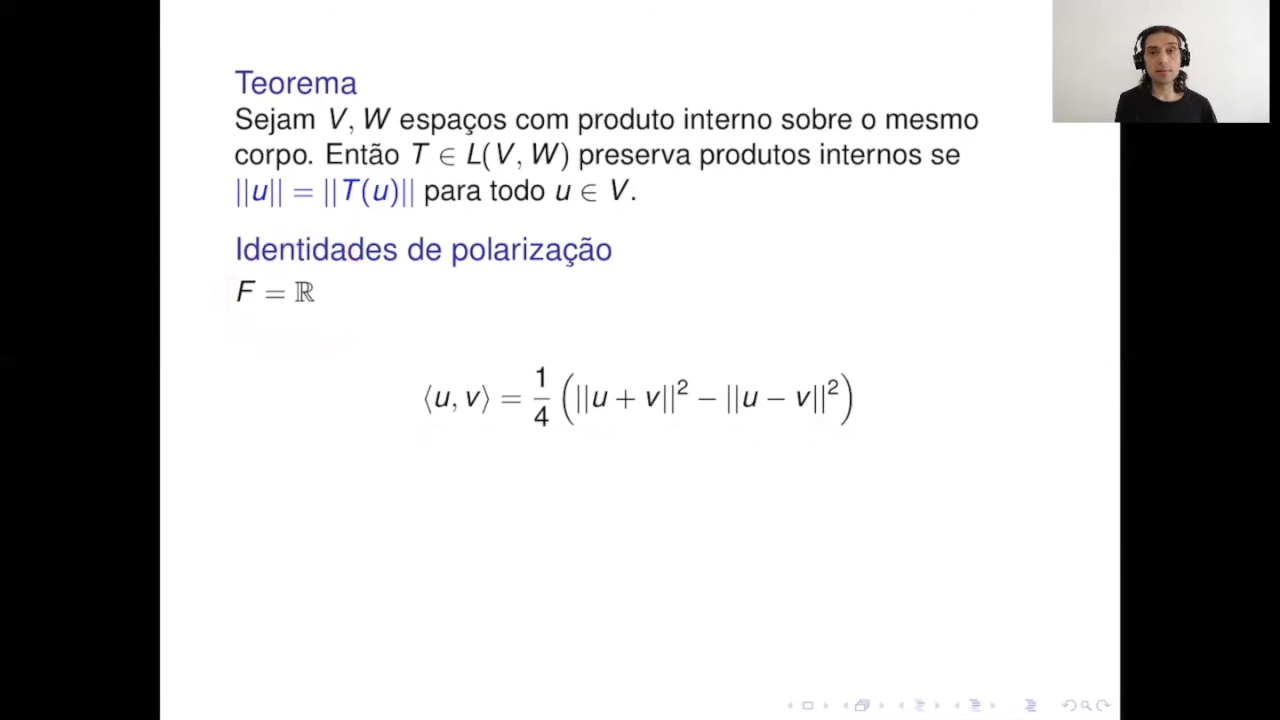 Teorema
Sejam V, W espaços com produto interno sobre o mesmo
corpo. Então T ∈ L(V, W) preserva produtos internos se
||u|| = ||T(u)|| para todo u ∈ V.
Identidades de polarização
F = ℝ
⟨u, v⟩ = 1/4 (||u + v||² − ||u − v||²)